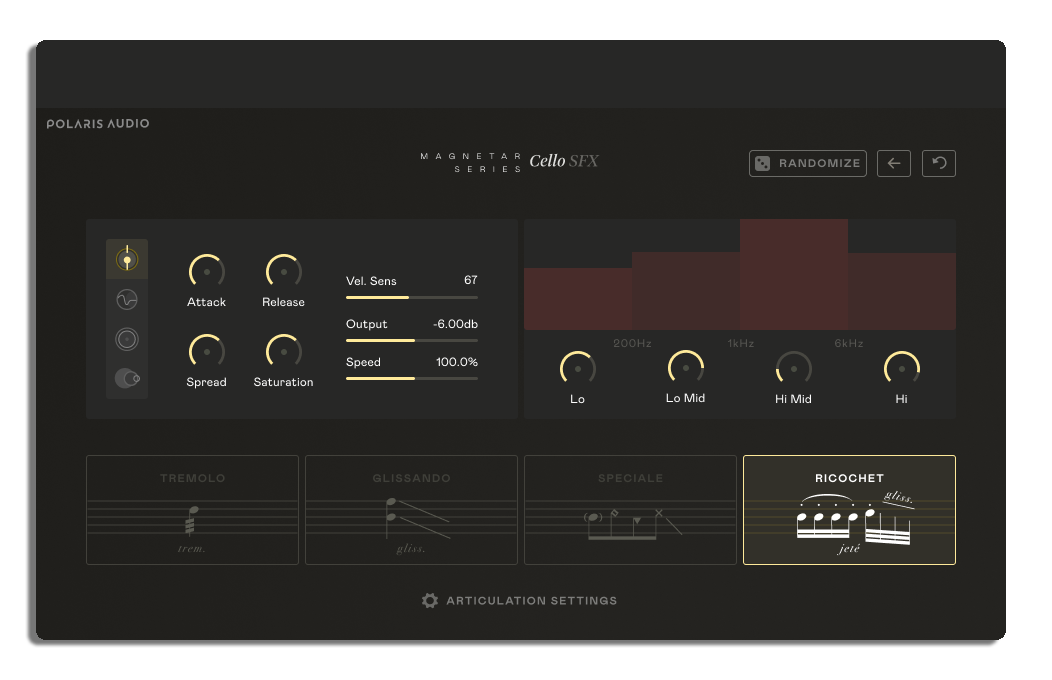 POLARIS AUDIO
MAGNETAR
SERIES
Cello SFX
RANDOMIZE
Attack
Release
Spread
Saturation
Vel. Sens 67
Output -6.00db
Speed 100.0%
200Hz 1kHz 6kHz
Lo
Lo Mid
Hi Mid
Hi
TREMOLO
trem.
GLISSANDO
gliss.
SPECIALE
RICOCHET
gliss.
jeté
ARTICULATION SETTINGS